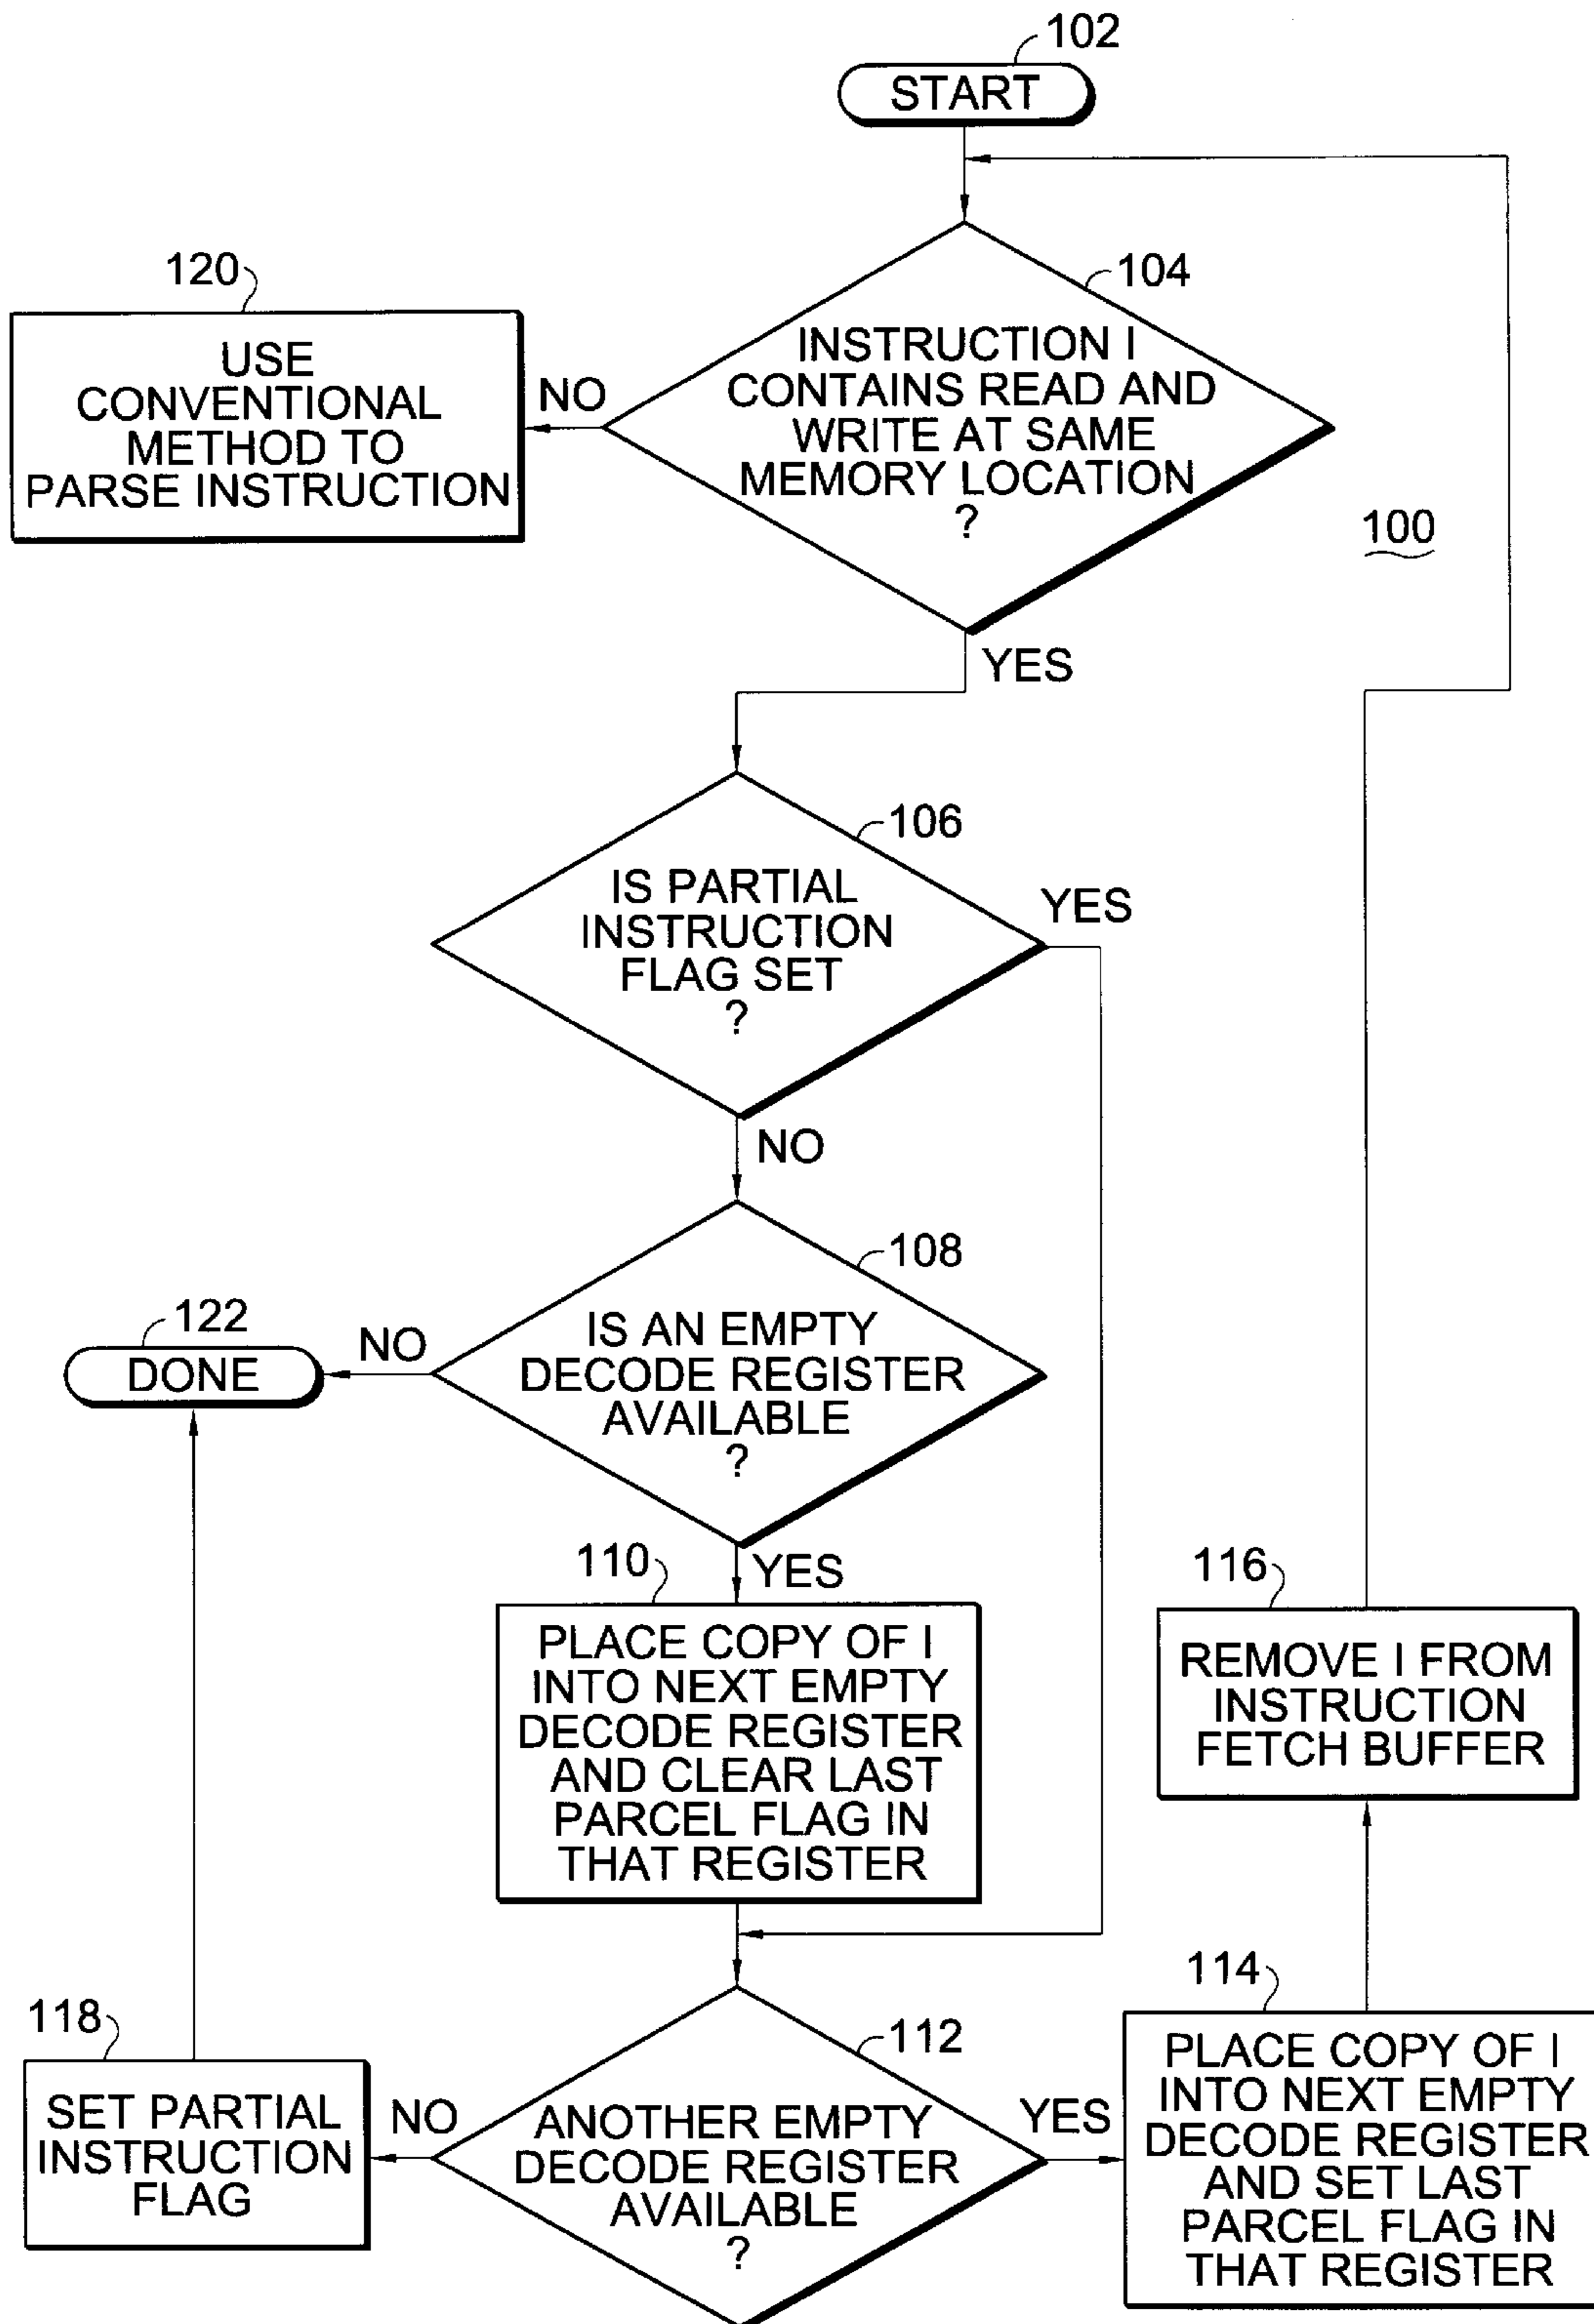 102
START
104
120
INSTRUCTION I
CONTAINS READ AND
WRITE AT SAME
MEMORY LOCATION
?
USE
CONVENTIONAL
METHOD TO
PARSE INSTRUCTION
NO
100
YES
106
IS PARTIAL
INSTRUCTION
FLAG SET
?
YES
NO
108
122
DONE
NO
IS AN EMPTY
DECODE REGISTER
AVAILABLE
?
110
YES
PLACE COPY OF I
INTO NEXT EMPTY
DECODE REGISTER
AND CLEAR LAST
PARCEL FLAG IN
THAT REGISTER
116
REMOVE I FROM
INSTRUCTION
FETCH BUFFER
118
SET PARTIAL
INSTRUCTION
FLAG
NO
112
ANOTHER EMPTY
DECODE REGISTER
AVAILABLE
?
YES
114
PLACE COPY OF I
INTO NEXT EMPTY
DECODE REGISTER
AND SET LAST
PARCEL FLAG IN
THAT REGISTER